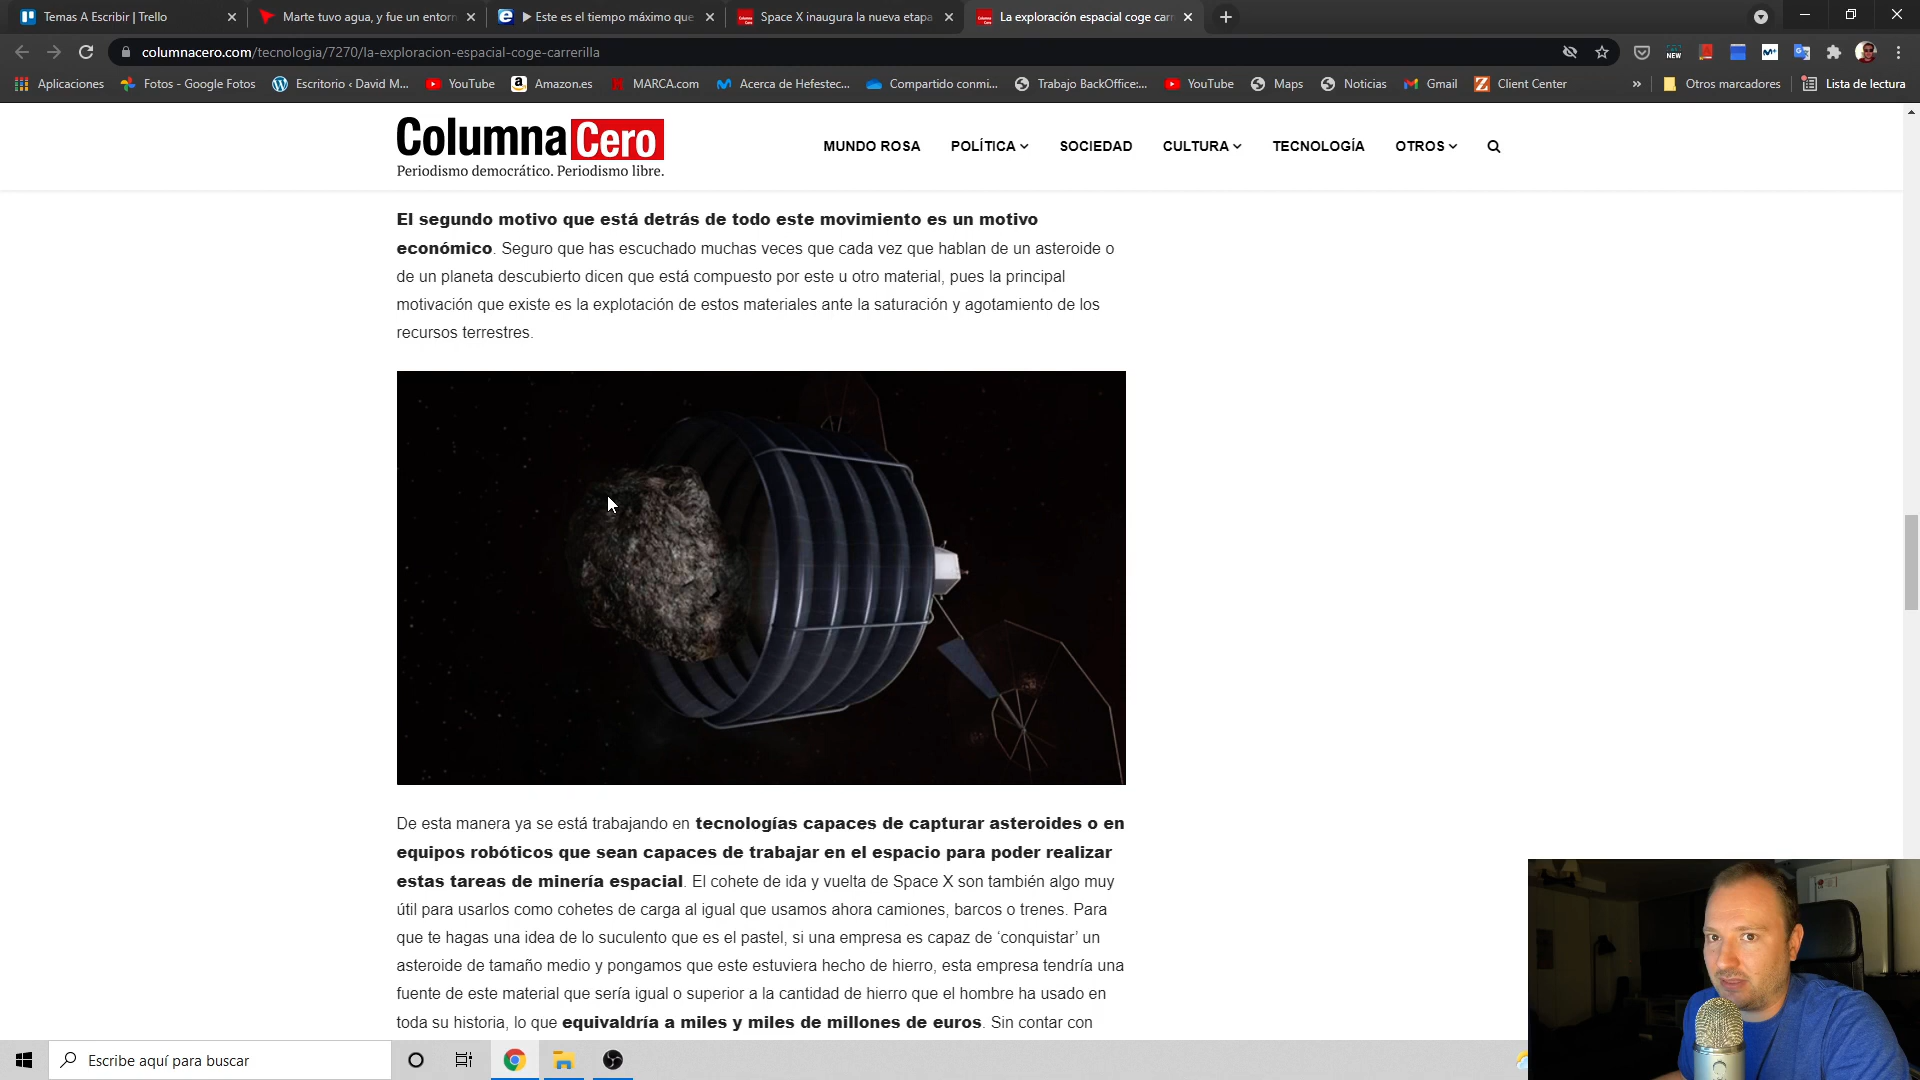 Temas A Escribir | Trello
Marte tuvo agua, y fue un entorn
Este es el tiempo máximo que
Space X inaugura la nueva etapa
La exploración espacial coge carr
columnacero.com/tecnologia/7270/la-exploracion-espacial-coge-carrerilla
NEW
Aplicaciones
Fotos - Google Fotos
Escritorio ‹ David M...
YouTube
Amazon.es
MARCA.com
Acerca de Hefestec...
Compartido conmi...
Trabajo BackOffice:...
YouTube
Maps
Noticias
Gmail
Client Center
»
Otros marcadores
Lista de lectura
Columna Cero
Periodismo democrático. Periodismo libre.
MUNDO ROSA
POLÍTICA
SOCIEDAD
CULTURA
TECNOLOGÍA
OTROS
El segundo motivo que está detrás de todo este movimiento es un motivo
económico. Seguro que has escuchado muchas veces que cada vez que hablan de un asteroide o
de un planeta descubierto dicen que está compuesto por este u otro material, pues la principal
motivación que existe es la explotación de estos materiales ante la saturación y agotamiento de los
recursos terrestres.
De esta manera ya se está trabajando en tecnologías capaces de capturar asteroides o en
equipos robóticos que sean capaces de trabajar en el espacio para poder realizar
estas tareas de minería espacial. El cohete de ida y vuelta de Space X son también algo muy
útil para usarlos como cohetes de carga al igual que usamos ahora camiones, barcos o trenes. Para
que te hagas una idea de lo suculento que es el pastel, si una empresa es capaz de ‘conquistar’ un
asteroide de tamaño medio y pongamos que este estuviera hecho de hierro, esta empresa tendría una
fuente de este material que sería igual o superior a la cantidad de hierro que el hombre ha usado en
toda su historia, lo que equivaldría a miles y miles de millones de euros. Sin contar con
Escribe aquí para buscar